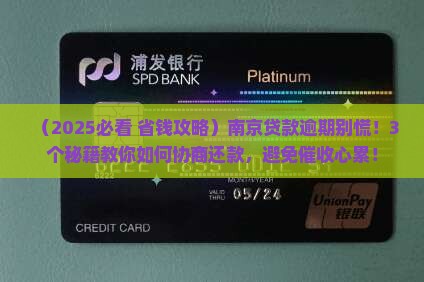 浦发银行
SPD BANK
Platinum
（2025必看 省钱攻略）南京贷款逾期别慌！3
个秘籍教你如何协商还款，避免催收心累！
MONTH/YEAR
VALID
THRU
05/24
UnionPay
银联
CREDIT CARD